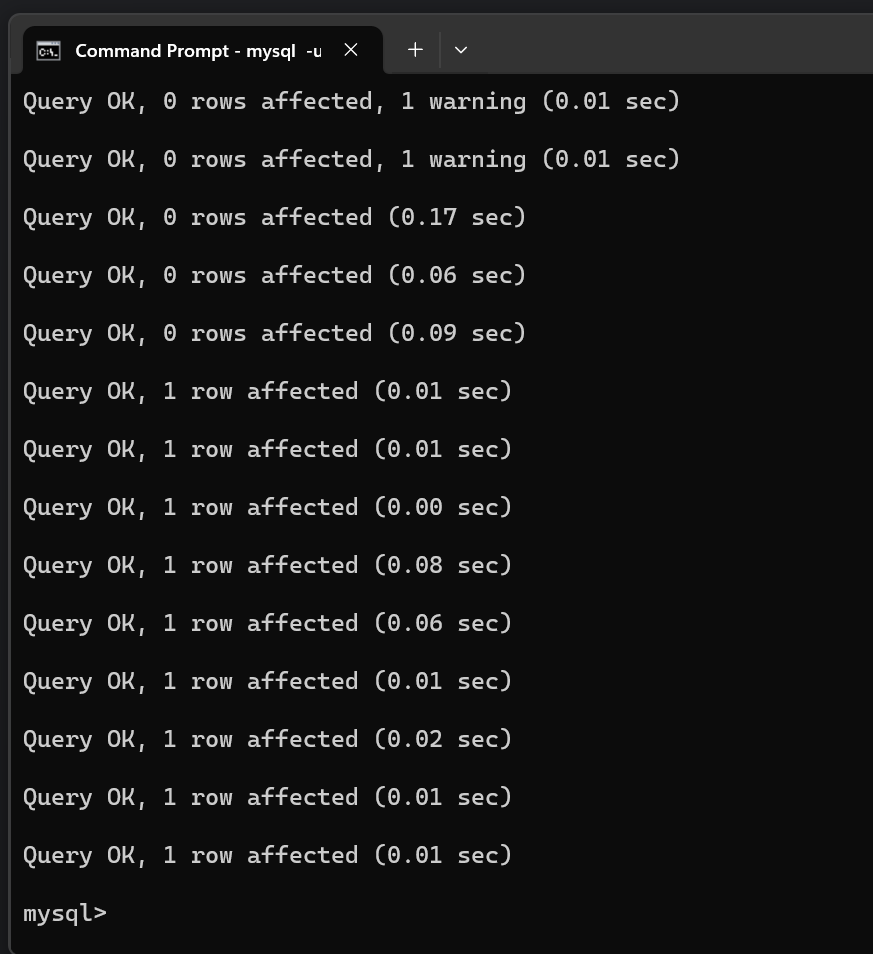 Command Prompt - mysql -u
Query OK, 0 rows affected, 1 warning (0.01 sec)
Query OK, 0 rows affected, 1 warning (0.01 sec)
Query OK, 0 rows affected (0.17 sec)
Query OK, 0 rows affected (0.06 sec)
Query OK, 0 rows affected (0.09 sec)
Query OK, 1 row affected (0.01 sec)
Query OK, 1 row affected (0.01 sec)
Query OK, 1 row affected (0.00 sec)
Query OK, 1 row affected (0.08 sec)
Query OK, 1 row affected (0.06 sec)
Query OK, 1 row affected (0.01 sec)
Query OK, 1 row affected (0.02 sec)
Query OK, 1 row affected (0.01 sec)
Query OK, 1 row affected (0.01 sec)
mysql>